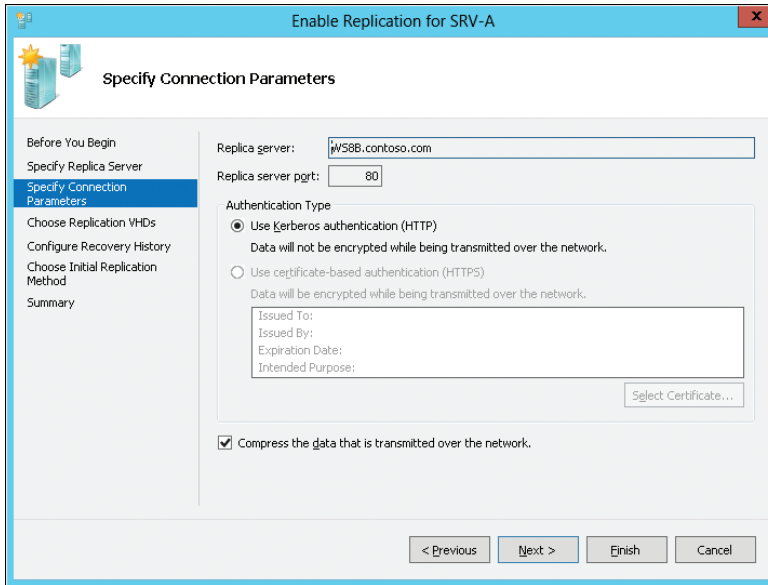 Enable Replication for SRV-A
x
Specify Connection Parameters
Before You Begin
Specify Replica Server
Specify Connection
Parameters
Choose Replication VHDs
Configure Recovery History
Choose Initial Replication
Method
Summary
Replica server:
WS8B.contoso.com
Replica server port:
80
Authentication Type
Use Kerberos authentication (HTTP)
Data will not be encrypted while being transmitted over the network.
Use certificate-based authentication (HTTPS)
Data will be encrypted while being transmitted over the network.
Issued To:
Issued By:
Expiration Date:
Intended Purpose:
Select Certificate...
Compress the data that is transmitted over the network.
< Previous
Next >
Finish
Cancel